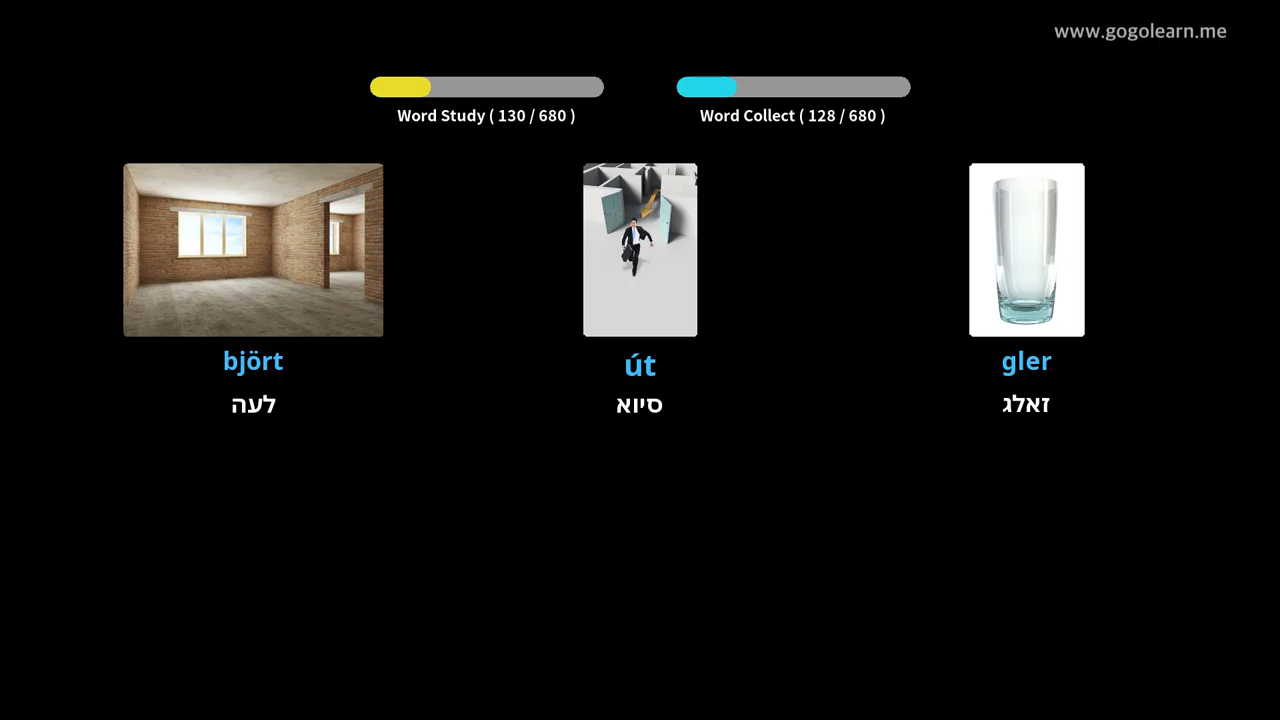 www.gogolearn.me
Word Study ( 130 / 680 )
Word Collect ( 128 / 680 )
björt
út
gler
לעה
סיוא
זאלג